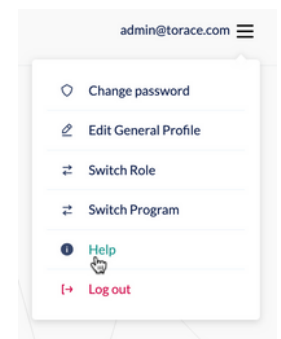 admin@torace.com
Change password
Edit General Profile
Switch Role
Switch Program
Help
Log out